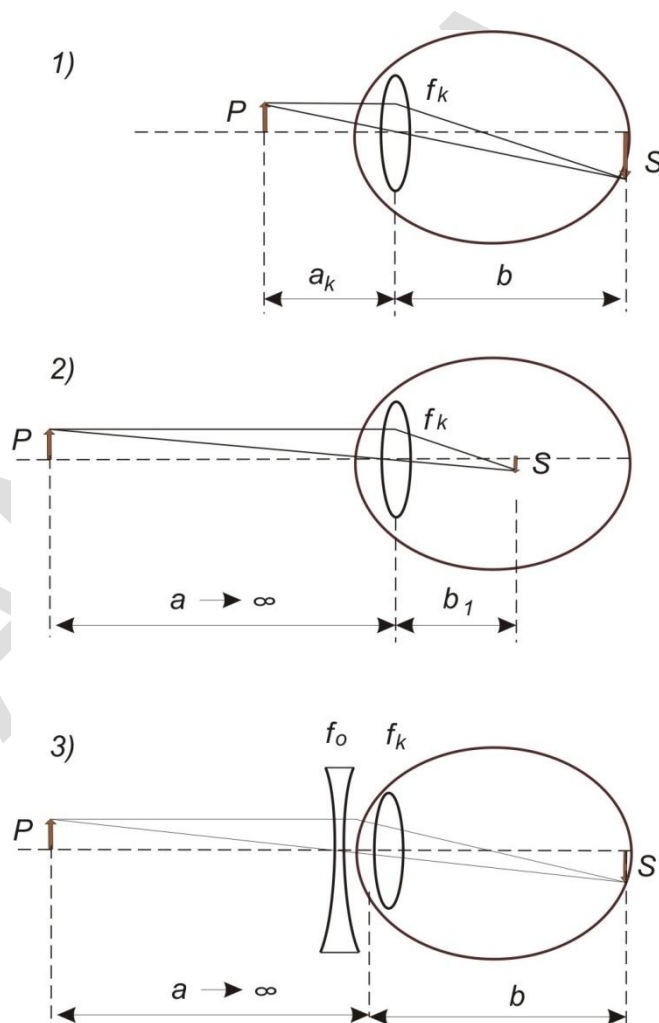 1)
P
f_k
S
a_k
b
2)
P
f_k
S
a → ∞
b_1
3)
f_o
f_k
P
S
a → ∞
b